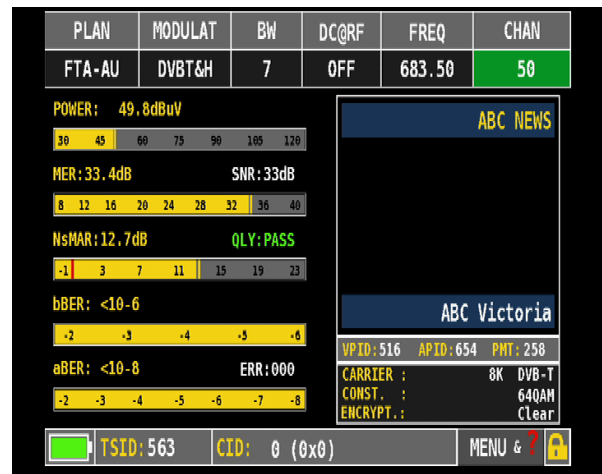 PLAN MODULAT BW DC@RF FREQ CHAN
FTA-AU DVBT&H 7 OFF 683.50 50
POWER: 49.8dBuV
30 45 60 75 90 105 120
MER:33.4dB SNR:33dB
8 12 16 20 24 28 32 36 40
NsMAR:12.7dB QLY:PASS
-1 3 7 11 15 19 23
bBER: <10-6
-2 -3 -4 -5 -6
aBER: <10-8 ERR:000
-2 -3 -4 -5 -6 -7 -8
ABC NEWS
ABC Victoria
VPID:516 APID:654 PMT:258
CARRIER : 8K DVB-T
CONST. : 64QAM
ENCRYPT.: Clear
TSID:563 CID: 0 (0x0) MENU & ?